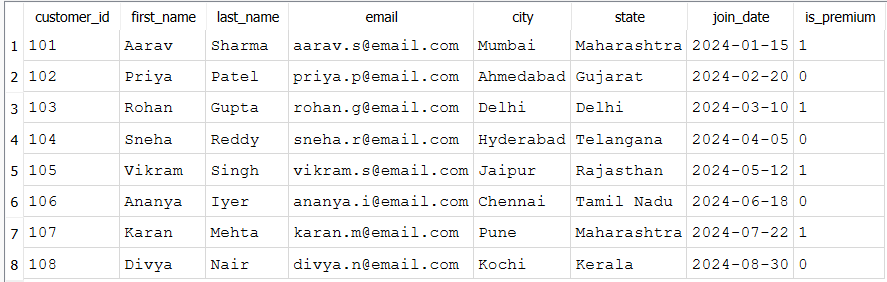 customer_id first_name last_name email city state join_date is_premium
1 101 Aarav Sharma aarav.s@email.com Mumbai Maharashtra 2024-01-15 1
2 102 Priya Patel priya.p@email.com Ahmedabad Gujarat 2024-02-20 0
3 103 Rohan Gupta rohan.g@email.com Delhi Delhi 2024-03-10 1
4 104 Sneha Reddy sneha.r@email.com Hyderabad Telangana 2024-04-05 0
5 105 Vikram Singh vikram.s@email.com Jaipur Rajasthan 2024-05-12 1
6 106 Ananya Iyer ananya.i@email.com Chennai Tamil Nadu 2024-06-18 0
7 107 Karan Mehta karan.m@email.com Pune Maharashtra 2024-07-22 1
8 108 Divya Nair divya.n@email.com Kochi Kerala 2024-08-30 0